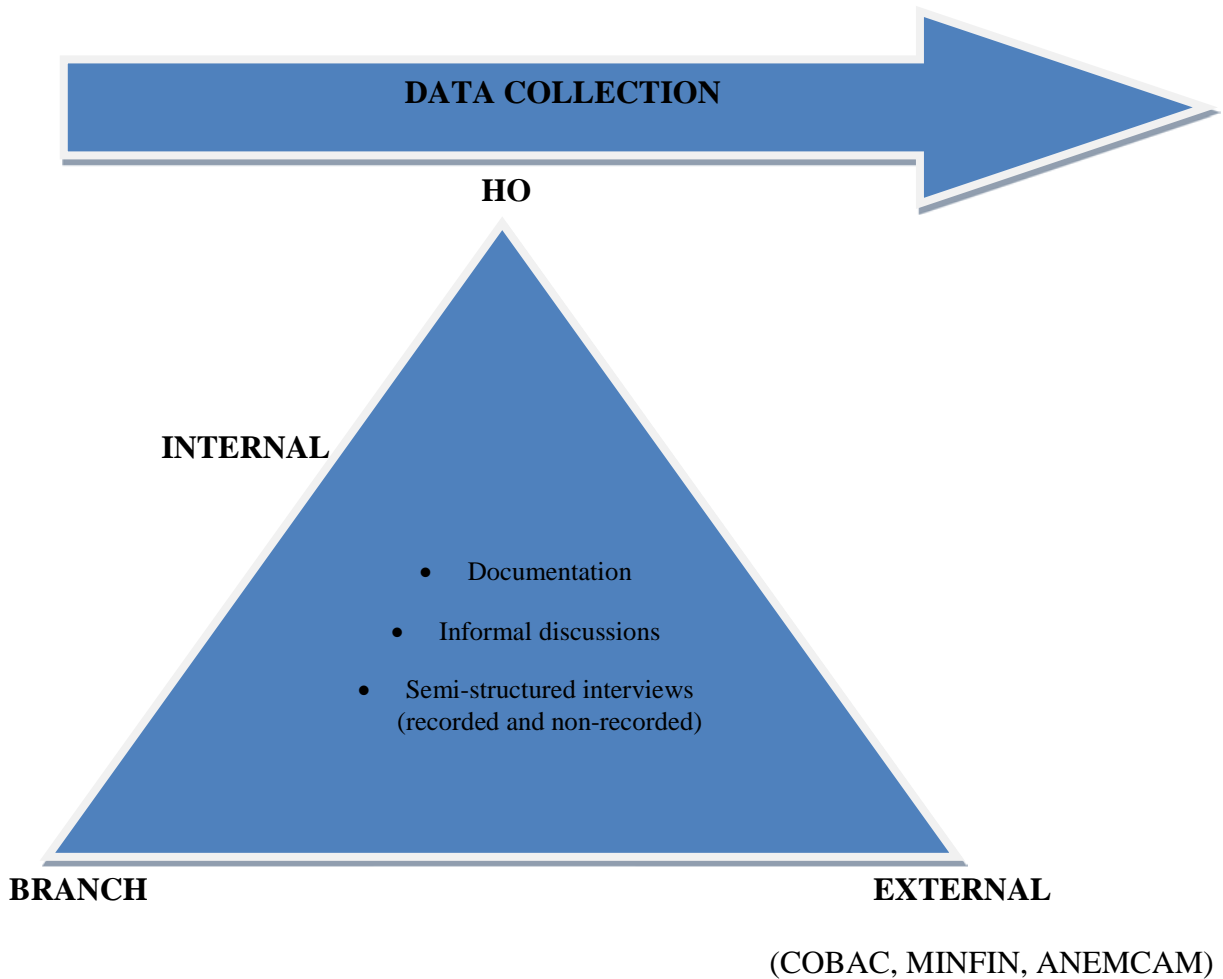 DATA COLLECTION
HO
INTERNAL
• Documentation
• Informal discussions
• Semi-structured interviews
(recorded and non-recorded)
BRANCH
EXTERNAL
(COBAC, MINFIN, ANEMCAM)